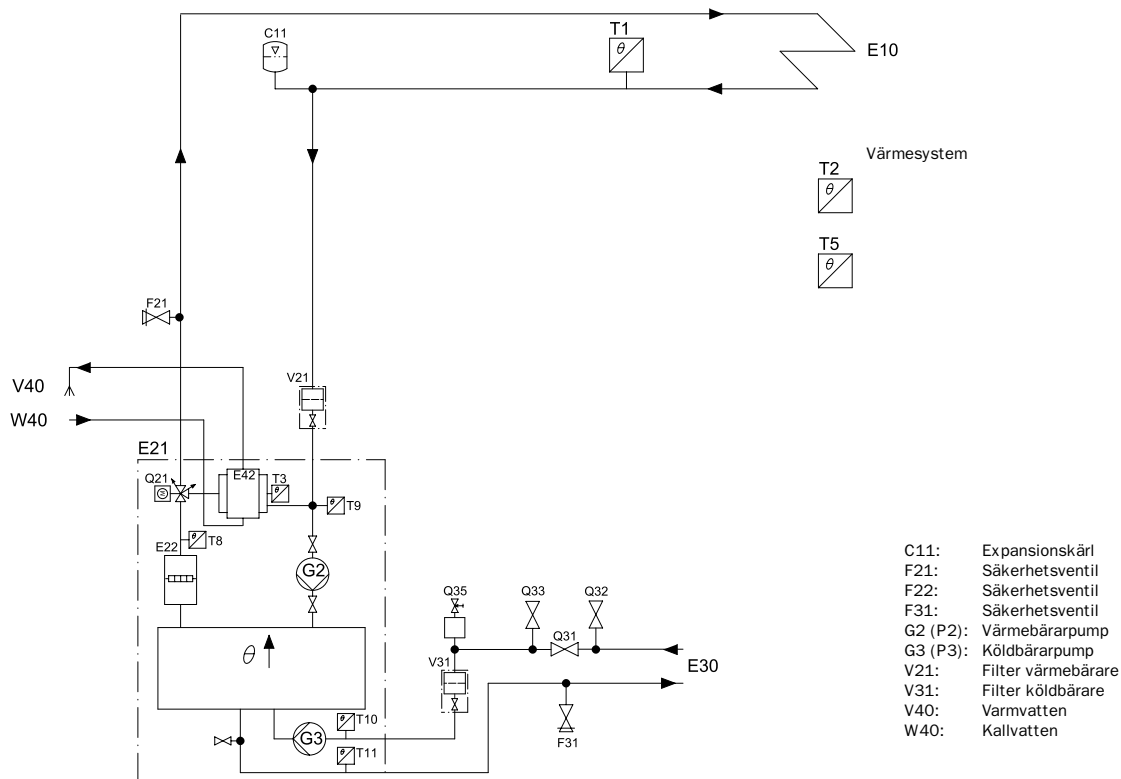 C11
T1
θ
E10
Värmesystem
T2
θ
T5
θ
F21
V40
V21
W40
E21
Q21
E42
T3
θ
θ
T9
E22
θ
T8
G2
Q35
Q33
Q32
Q31
θ
V31
E30
θ
T10
G3
F31
θ
T11
C11: Expansionskärl
F21: Säkerhetsventil
F22: Säkerhetsventil
F31: Säkerhetsventil
G2 (P2): Värmebärarpump
G3 (P3): Köldbärarpump
V21: Filter värmebärare
V31: Filter köldbärare
V40: Varmvatten
W40: Kallvatten